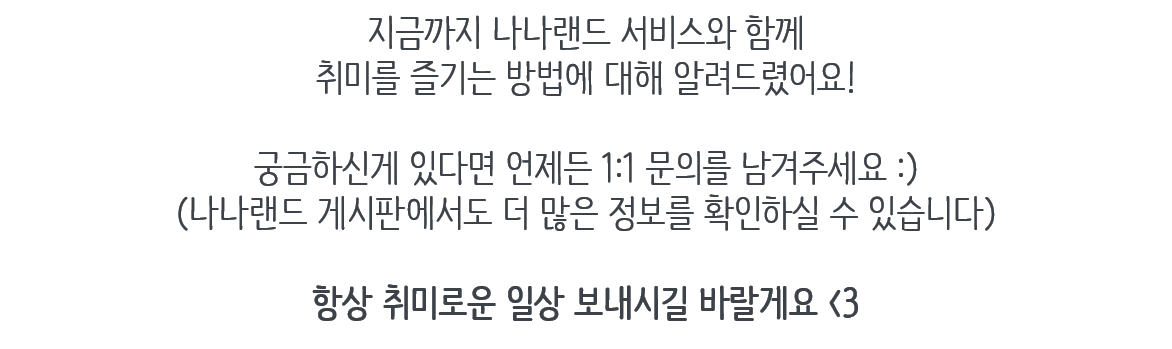 지금까지 나나랜드 서비스와 함께
취미를 즐기는 방법에 대해 알려드렸어요!
궁금하신게 있다면 언제든 1:1 문의를 남겨주세요 :)
(나나랜드 게시판에서도 더 많은 정보를 확인하실 수 있습니다)
항상 취미로운 일상 보내시길 바랄게요 <3